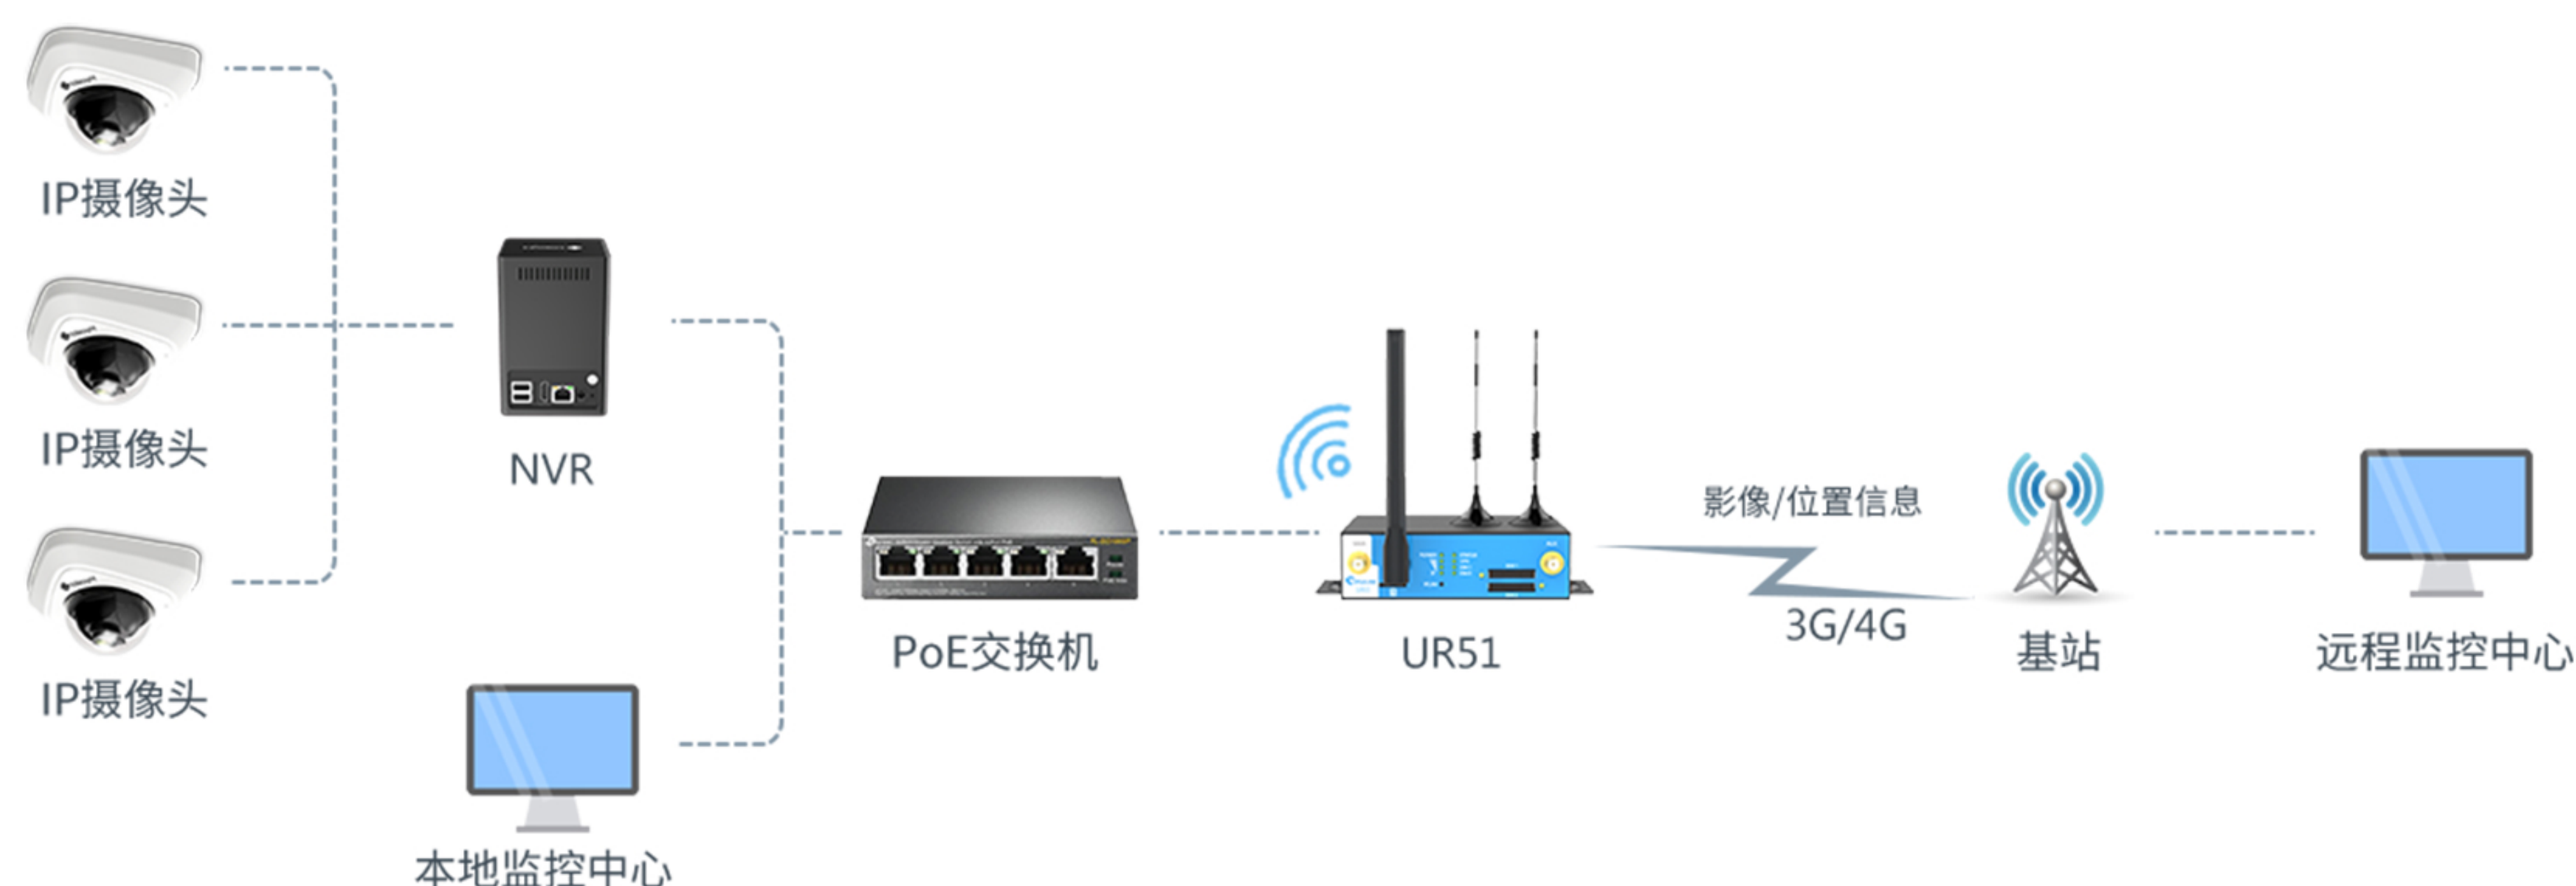 IP摄像头
IP摄像头
IP摄像头
NVR
本地监控中心
PoE交换机
UR51
影像/位置信息
3G/4G
基站
远程监控中心